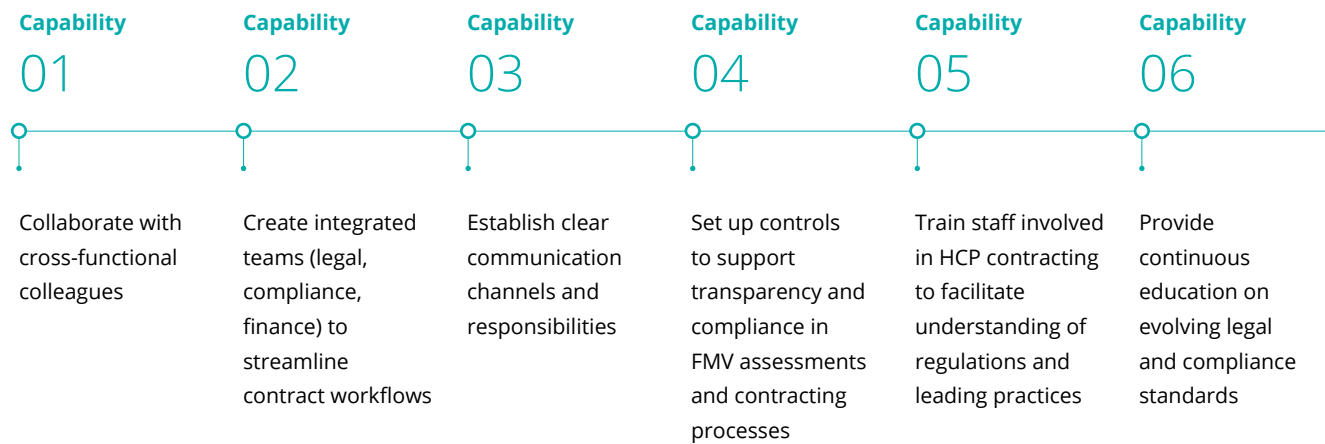 Capability
01
Collaborate with
cross-functional
colleagues
Capability
02
Create integrated
teams (legal,
compliance,
finance) to
streamline
contract workflows
Capability
03
Establish clear
communication
channels and
responsibilities
Capability
04
Set up controls
to support
transparency and
compliance in
FMV assessments
and contracting
processes
Capability
05
Train staff involved
in HCP contracting
to facilitate
understanding of
regulations and
leading practices
Capability
06
Provide
continuous
education on
evolving legal
and compliance
standards